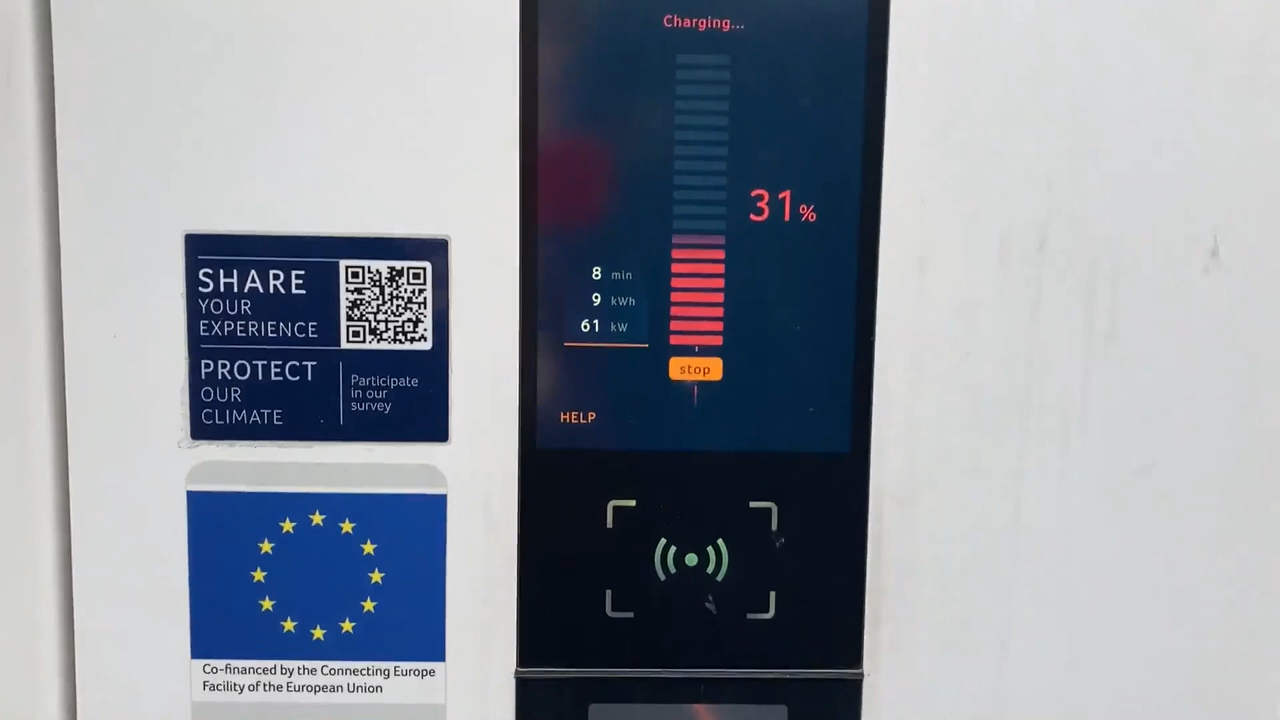 Charging...
31%
8 min
9 kWh
61 kW
stop
HELP
SHARE
YOUR
EXPERIENCE
PROTECT
OUR
CLIMATE
Participate
in our
survey
Co-financed by the Connecting Europe
Facility of the European Union